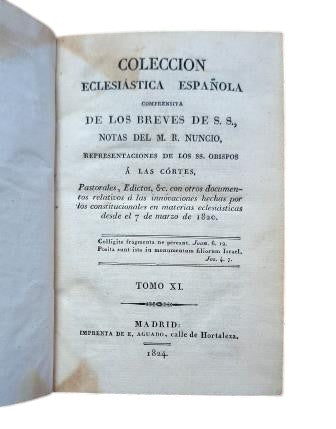 COLECCION
ECLESIÁSTICA ESPAÑOLA
COMPRENSIVA
DE LOS BREVES DE S. S.,
NOTAS DEL M. R. NUNCIO,
REPRESENTACIONES DE LOS SS. OBISPOS
Á LAS CÓRTES,
Pastorales, Edictos, &c. con otros documen-
tos relativos á las innovaciones hechas por
los constitucionales en materias eclesiásticas
desde el 7 de marzo de 1820.
Colligite fragmenta ne pereant. Joan. 6. 12.
Posita sunt ista in monumentum filiorum Israel.
Jos. 4. 7.
TOMO XI.
MADRID:
IMPRENTA DE E. AGUADO, calle de Hortaleza.
1824.